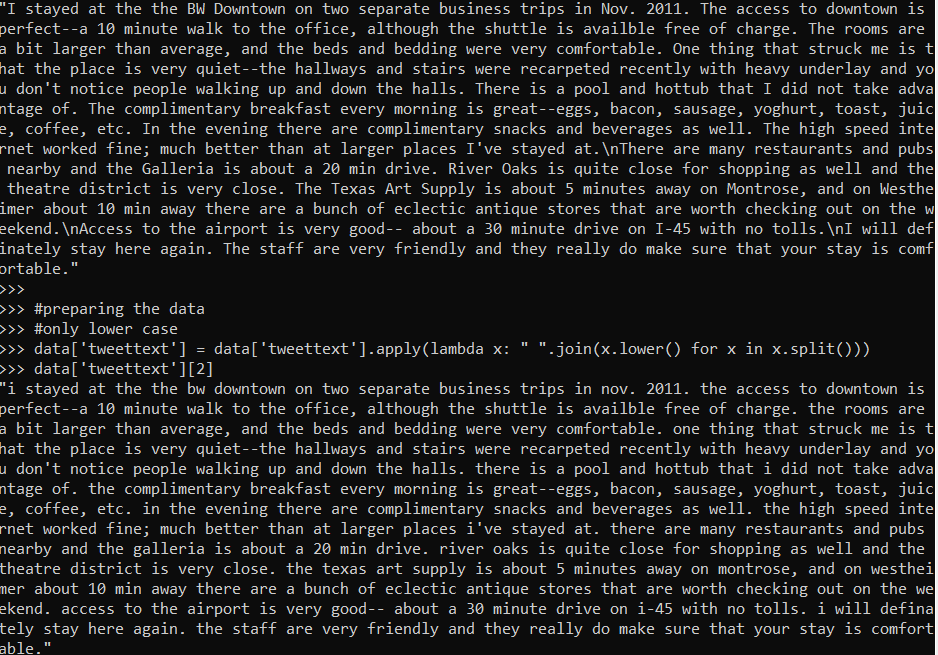 "I stayed at the the BW Downtown on two separate business trips in Nov. 2011. The access to downtown is
perfect--a 10 minute walk to the office, although the shuttle is availble free of charge. The rooms are
a bit larger than average, and the beds and bedding were very comfortable. One thing that struck me is t
hat the place is very quiet--the hallways and stairs were recarpeted recently with heavy underlay and yo
u don't notice people walking up and down the halls. There is a pool and hottub that I did not take adva
ntage of. The complimentary breakfast every morning is great--eggs, bacon, sausage, yoghurt, toast, juic
e, coffee, etc. In the evening there are complimentary snacks and beverages as well. The high speed inte
rnet worked fine; much better than at larger places I've stayed at.\nThere are many restaurants and pubs
nearby and the Galleria is about a 20 min drive. River Oaks is quite close for shopping as well and the
theatre district is very close. The Texas Art Supply is about 5 minutes away on Montrose, and on Westhe
imer about 10 min away there are a bunch of eclectic antique stores that are worth checking out on the w
eekend.\nAccess to the airport is very good-- about a 30 minute drive on I-45 with no tolls.\nI will def
inately stay here again. The staff are very friendly and they really do make sure that your stay is comf
ortable."
>>>
>>> #preparing the data
>>> #only lower case
>>> data['tweettext'] = data['tweettext'].apply(lambda x: " ".join(x.lower() for x in x.split()))
>>> data['tweettext'][2]
"i stayed at the the bw downtown on two separate business trips in nov. 2011. the access to downtown is
perfect--a 10 minute walk to the office, although the shuttle is availble free of charge. the rooms are
a bit larger than average, and the beds and bedding were very comfortable. one thing that struck me is t
hat the place is very quiet--the hallways and stairs were recarpeted recently with heavy underlay and yo
u don't notice people walking up and down the halls. there is a pool and hottub that i did not take adva
ntage of. the complimentary breakfast every morning is great--eggs, bacon, sausage, yoghurt, toast, juic
e, coffee, etc. in the evening there are complimentary snacks and beverages as well. the high speed inte
rnet worked fine; much better than at larger places i've stayed at. there are many restaurants and pubs
nearby and the galleria is about a 20 min drive. river oaks is quite close for shopping as well and the
theatre district is very close. the texas art supply is about 5 minutes away on montrose, and on westhei
mer about 10 min away there are a bunch of eclectic antique stores that are worth checking out on the we
ekend. access to the airport is very good-- about a 30 minute drive on i-45 with no tolls. i will defina
tely stay here again. the staff are very friendly and they really do make sure that your stay is comfort
able."